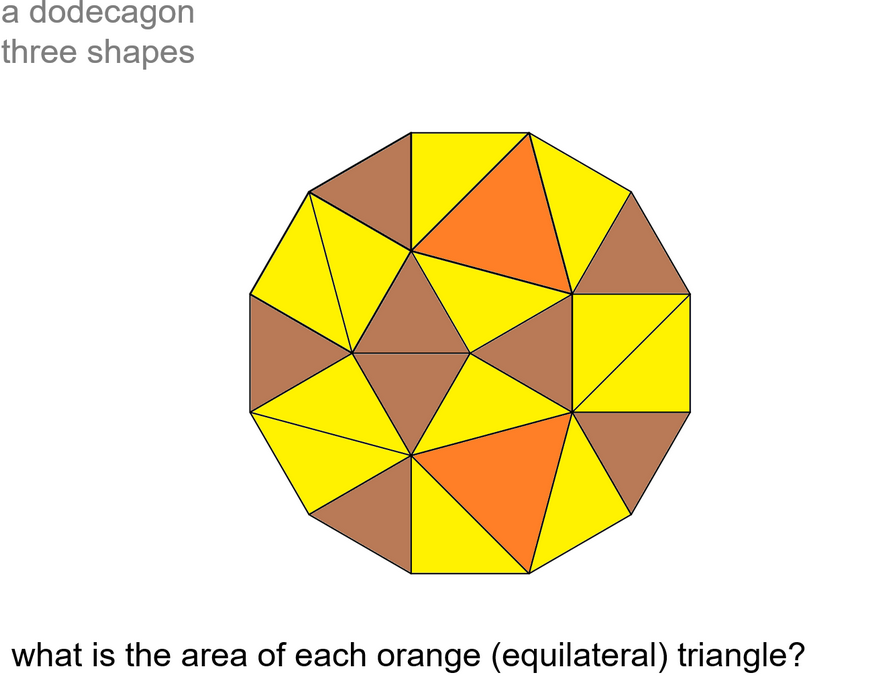 a dodecagon
three shapes
what is the area of each orange (equilateral) triangle?